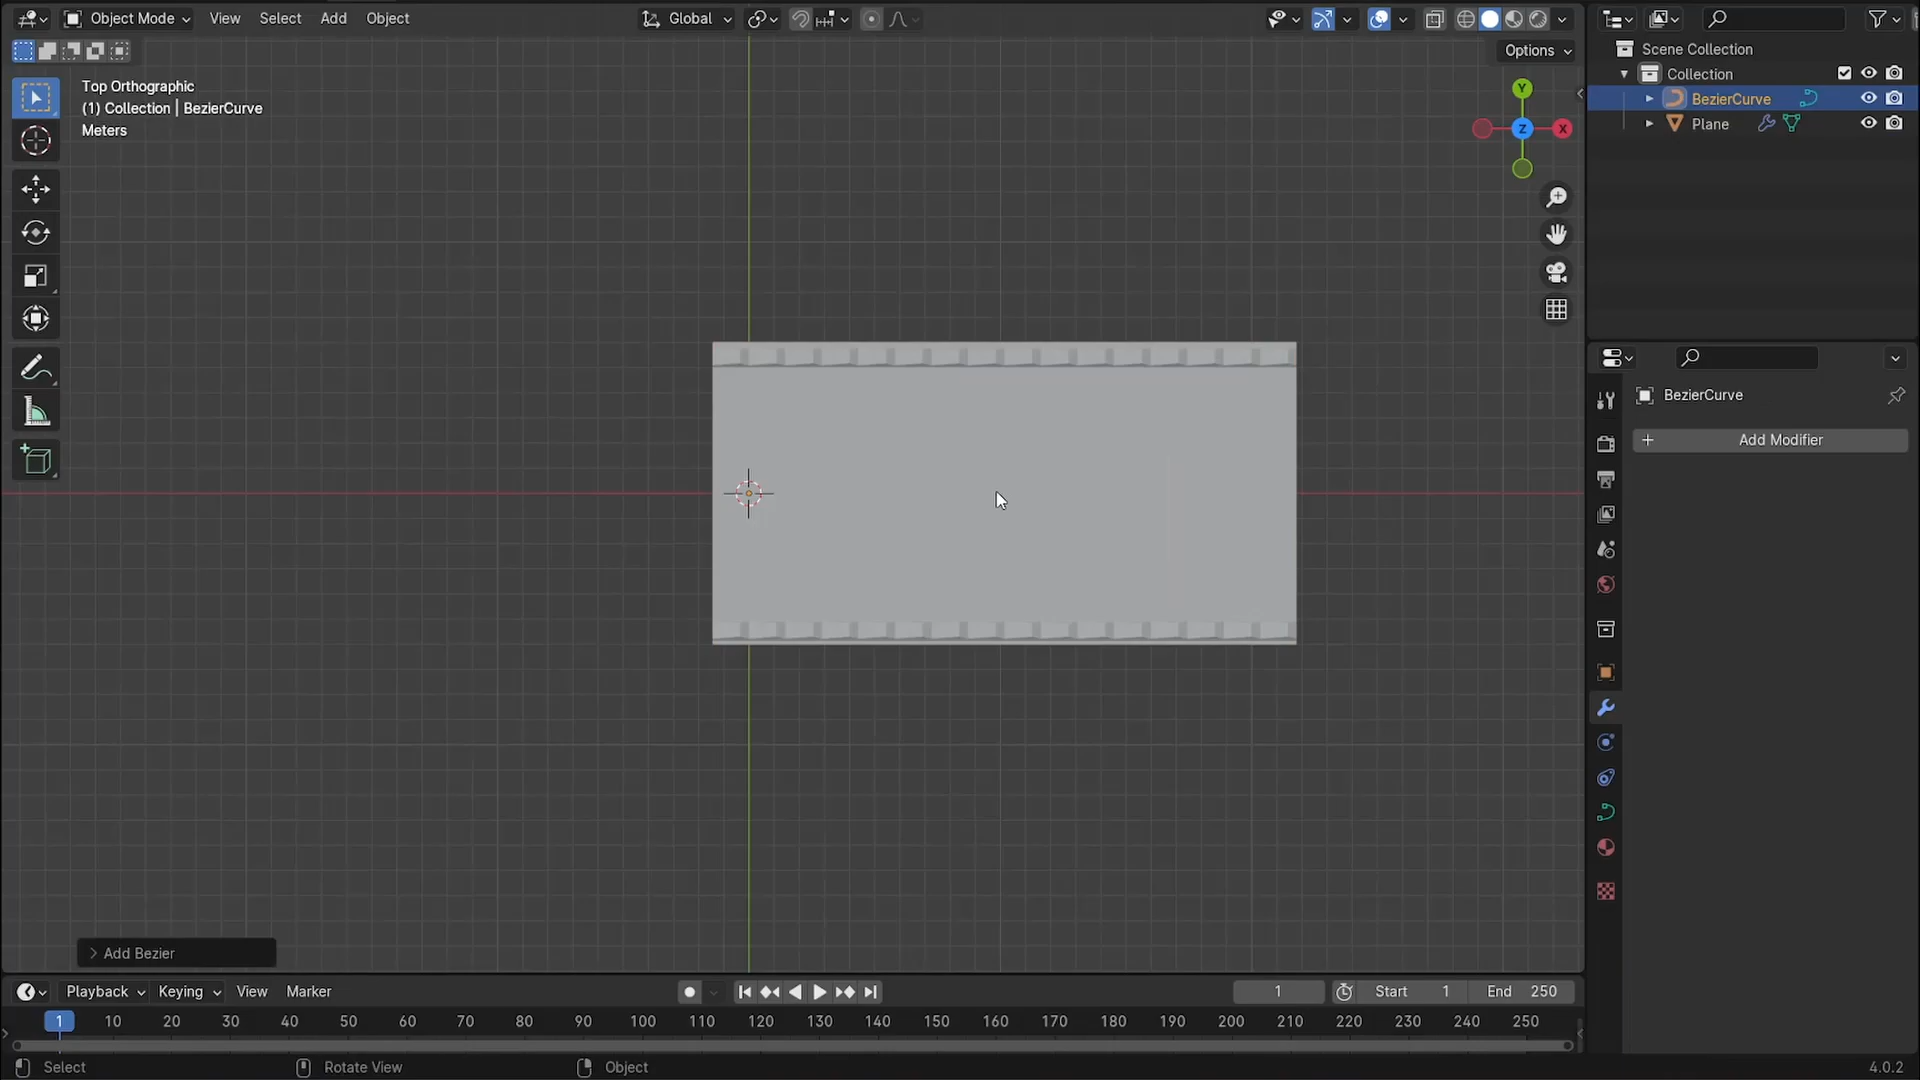 Object Mode View Select Add Object Global
Options
Top Orthographic
(1) Collection | BezierCurve
Meters
Y
Z
X
Scene Collection
Collection
BezierCurve
Plane
BezierCurve
+ Add Modifier
> Add Bezier
Playback Keying View Marker 1 Start 1 End 250
1 10 20 30 40 50 60 70 80 90 100 110 120 130 140 150 160 170 180 190 200 210 220 230 240 250
Select Rotate View Object 4.0.2